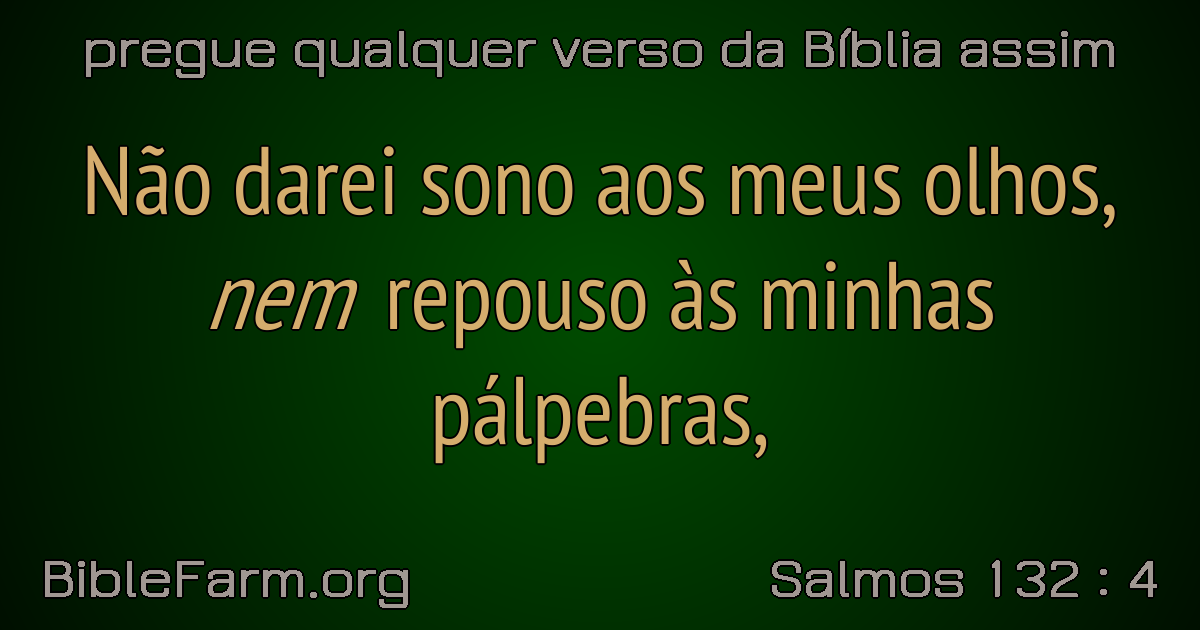 pregue qualquer verso da Bíblia assim
Não darei sono aos meus olhos,
nem repouso às minhas
pálpebras,
BibleFarm.org
Salmos 132 : 4